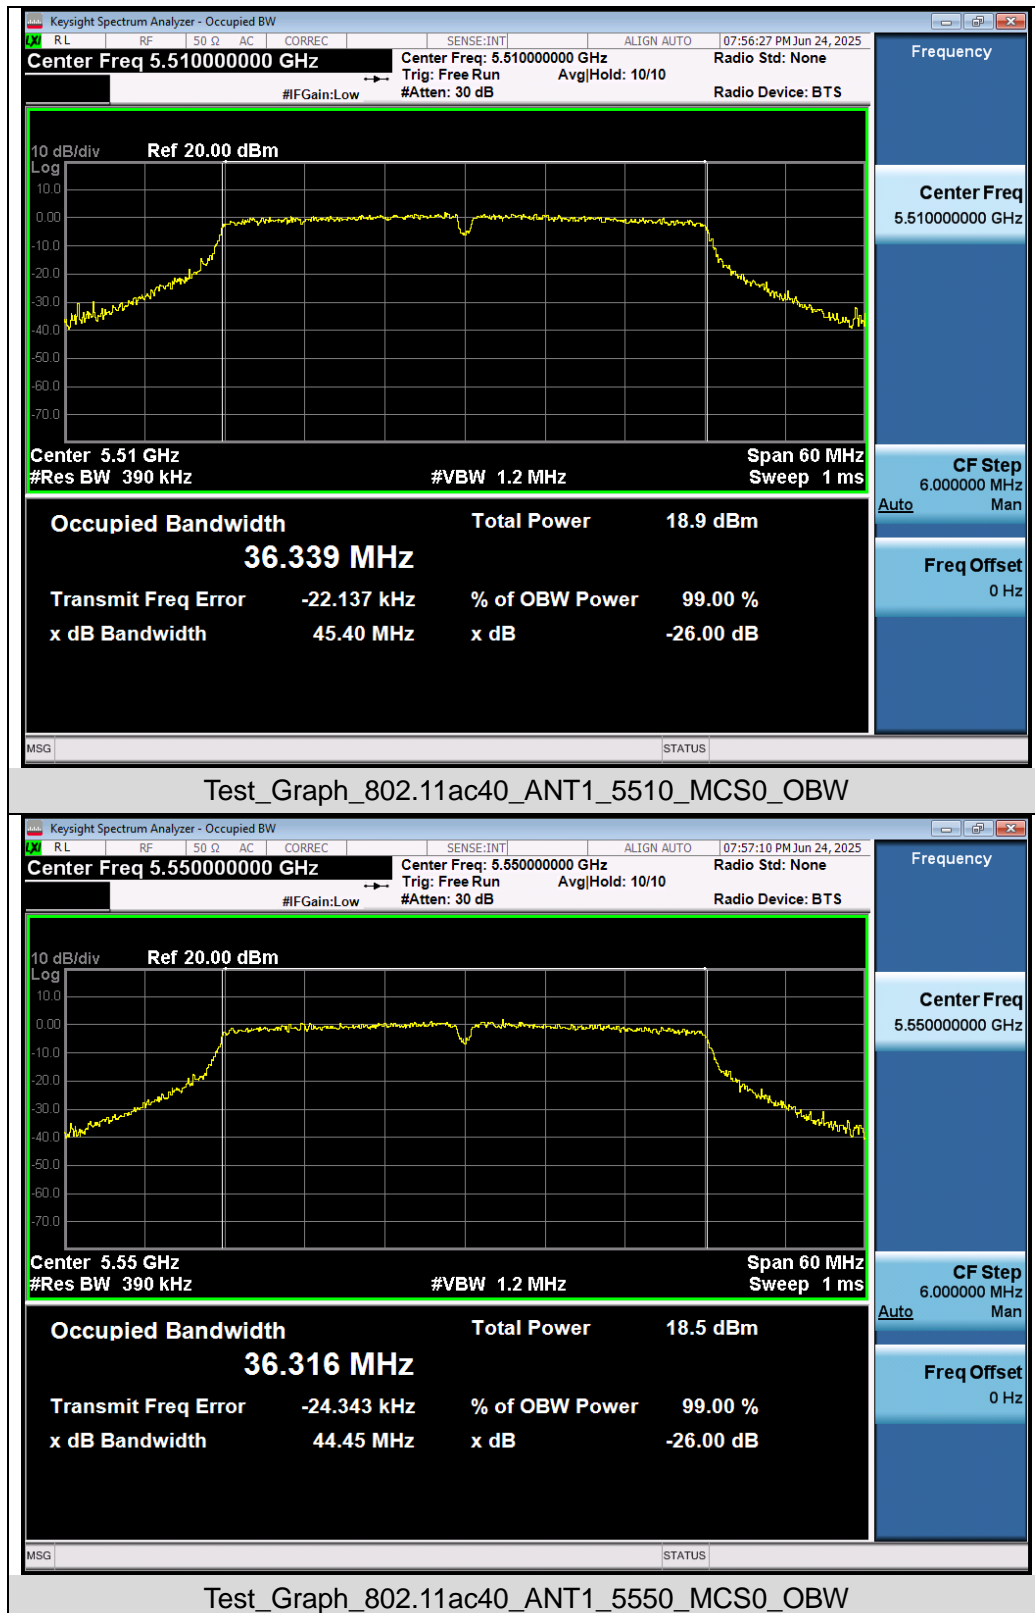 Keysight Spectrum Analyzer - Occupied BW
LXI RL RF 50 Ω AC CORREC SENSE:INT ALIGN AUTO 07:56:27 PM Jun 24, 2025
Center Freq 5.510000000 GHz
Center Freq: 5.510000000 GHz Radio Std: None
Trig: Free Run Avg|Hold: 10/10
#IFGain:Low #Atten: 30 dB Radio Device: BTS
Frequency
10 dB/div Ref 20.00 dBm
Log
10.0
0.00
-10.0
-20.0
-30.0
-40.0
-50.0
-60.0
-70.0
Center 5.51 GHz Span 60 MHz
#Res BW 390 kHz #VBW 1.2 MHz Sweep 1 ms
Center Freq
5.510000000 GHz
CF Step
6.000000 MHz
Auto Man
Freq Offset
0 Hz
Occupied Bandwidth Total Power 18.9 dBm
36.339 MHz
Transmit Freq Error -22.137 kHz % of OBW Power 99.00 %
x dB Bandwidth 45.40 MHz x dB -26.00 dB
MSG STATUS
Test_Graph_802.11ac40_ANT1_5510_MCS0_OBW
Keysight Spectrum Analyzer - Occupied BW
LXI RL RF 50 Ω AC CORREC SENSE:INT ALIGN AUTO 07:57:10 PM Jun 24, 2025
Center Freq 5.550000000 GHz
Center Freq: 5.550000000 GHz Radio Std: None
Trig: Free Run Avg|Hold: 10/10
#IFGain:Low #Atten: 30 dB Radio Device: BTS
Frequency
10 dB/div Ref 20.00 dBm
Log
10.0
0.00
-10.0
-20.0
-30.0
-40.0
-50.0
-60.0
-70.0
Center 5.55 GHz Span 60 MHz
#Res BW 390 kHz #VBW 1.2 MHz Sweep 1 ms
Center Freq
5.550000000 GHz
CF Step
6.000000 MHz
Auto Man
Freq Offset
0 Hz
Occupied Bandwidth Total Power 18.5 dBm
36.316 MHz
Transmit Freq Error -24.343 kHz % of OBW Power 99.00 %
x dB Bandwidth 44.45 MHz x dB -26.00 dB
MSG STATUS
Test_Graph_802.11ac40_ANT1_5550_MCS0_OBW